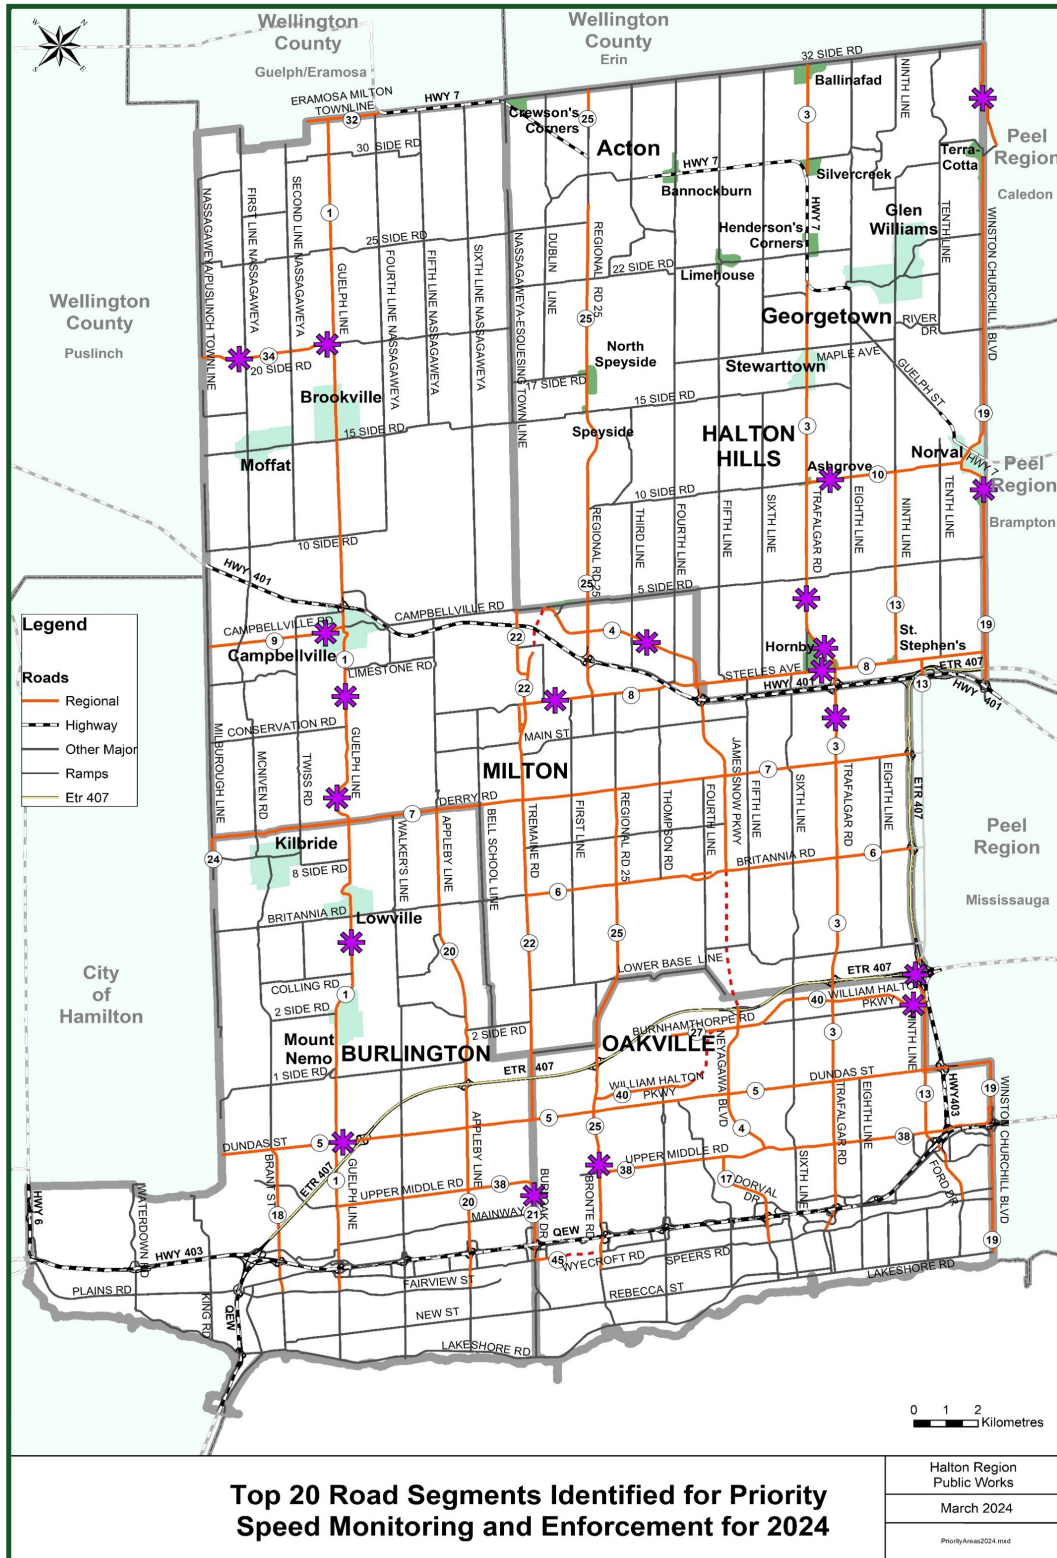 Wellington
County
Guelph/Eramosa
Wellington
County
Erin
N
E
S
W
32 SIDE RD
Ballinafad
ERAMOSA MILTON
TOWNLINE
HWY 7
32
Crewson's
Corners
25
3
NINTH LINE
Peel
Region
Caledon
30 SIDE RD
Acton
HWY 7
Bannockburn
Silvercreek
Terra-
Cotta
NASSAGAWEYA/PUSLINCH TOWNLINE
FIRST LINE NASSAGAWEYA
SECOND LINE NASSAGAWEYA
1
GUELPH LINE
25 SIDE RD
FOURTH LINE NASSAGAWEYA
FIFTH LINE NASSAGAWEYA
SIXTH LINE NASSAGAWEYA
NASSAGAWEYA-ESQUESING TOWNLINE
DUBLIN LINE
REGIONAL RD 25
22 SIDE RD
Henderson's
Corners
HWY 7
Limehouse
Glen
Williams
TENTH LINE
WINSTON CHURCHILL BLVD
Wellington
County
Puslinch
25
Georgetown
RIVER
DR
34
20 SIDE RD
North
Speyside
Stewarttown
MAPLE AVE
GUELPH ST
17 SIDE RD
Brookville
15 SIDE RD
15 SIDE RD
Speyside
HALTON
HILLS
3
19
Moffat
Ashgrove
10
Norval
HWY 7
Peel
Region
Brampton
10 SIDE RD
10 SIDE RD
REGIONAL RD 25
THIRD LINE
FOURTH LINE
FIFTH LINE
SIXTH LINE
TRAFALGAR RD
EIGHTH LINE
NINTH LINE
TENTH LINE
HWY 401
25
5 SIDE RD
13
19
Legend
Roads
Regional
Highway
Other Major
Ramps
Etr 407
CAMPBELLVILLE RD
CAMPBELLVILLE RD
9
Campbellville
1
LIMESTONE RD
22
4
Hornby
St.
Stephen's
STEELES AVE
8
ETR 407
HWY 401
13
HWY 401
22
8
CONSERVATION RD
MAIN ST
MILBUROUGH LINE
MCNIVEN RD
TWISS RD
GUELPH LINE
MILTON
3
7
JAMES SNOW PKWY
FIFTH LINE
SIXTH LINE
TRAFALGAR RD
EIGHTH LINE
ETR 407
DERRY RD
7
24
Kilbride
8 SIDE RD
WALKER'S LINE
APPLEBY LINE
BELL SCHOOL LINE
TREMAINE RD
FIRST LINE
REGIONAL RD 25
THOMPSON RD
FOURTH LINE
BRITANNIA RD
6
6
Peel
Region
Mississauga
BRITANNIA RD
Lowville
20
22
25
3
City
of
Hamilton
COLLING RD
1
2 SIDE RD
LOWER BASE LINE
ETR 407
40
WILLIAM HALTON
PKWY
Mount
Nemo
BURLINGTON
2 SIDE RD
OAKVILLE
BURNHAMTHORPE RD
27
3
NINTH LINE
1 SIDE RD
ETR 407
WILLIAM HALTON
PKWY
40
NEYAGAWA BLVD
5
DUNDAS ST
HWY403
19
13
WINSTON CHURCHILL BLVD
DUNDAS ST
5
5
25
4
TRAFALGAR RD
EIGHTH LINE
38
ETR 407
BRANT ST
GUELPH LINE
1
UPPER MIDDLE RD
38
APPLEBY LINE
20
UPPER MIDDLE RD
38
17
DORVAL
DR
SIXTH LINE
FORD DR
HWY 6
WATERDOWN RD
18
MAINWAY
21
BURLOAK DR
BRONTE RD
QEW
19
HWY 403
45
WYECROFT RD
SPEERS RD
LAKESHORE RD
PLAINS RD
KING RD
QEW
FAIRVIEW ST
REBECCA ST
NEW ST
LAKESHORE RD
0 1 2
Kilometres
Top 20 Road Segments Identified for Priority
Speed Monitoring and Enforcement for 2024
Halton Region
Public Works
March 2024
PriorityAreas2024.mxd